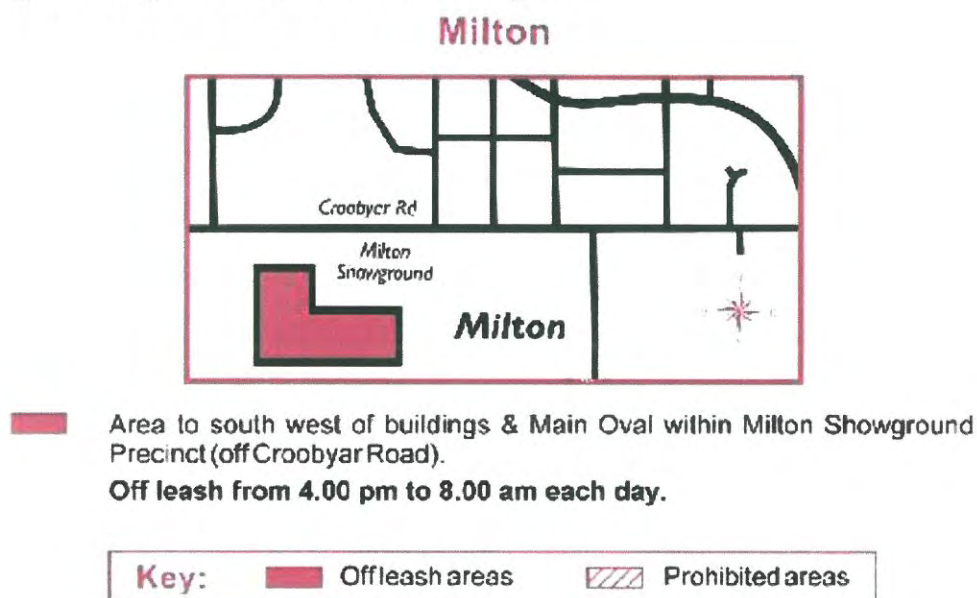 Milton
Croobyar Rd
Milton
Showground
Milton
Area to south west of buildings & Main Oval within Milton Showground
Precinct (off Croobyar Road).
Off leash from 4.00 pm to 8.00 am each day.
Key: Off leash areas Prohibited areas